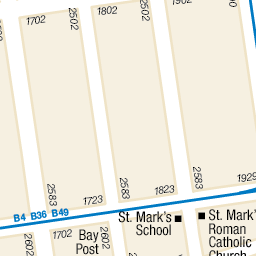 1702
1802
1902
2502
2502
2583
2583
2583
1723
1823
1929
B4 B36 B49
1702
2602
2602
Bay
Post
St. Mark's
School
St. Mark'
Roman
Catholic
Church